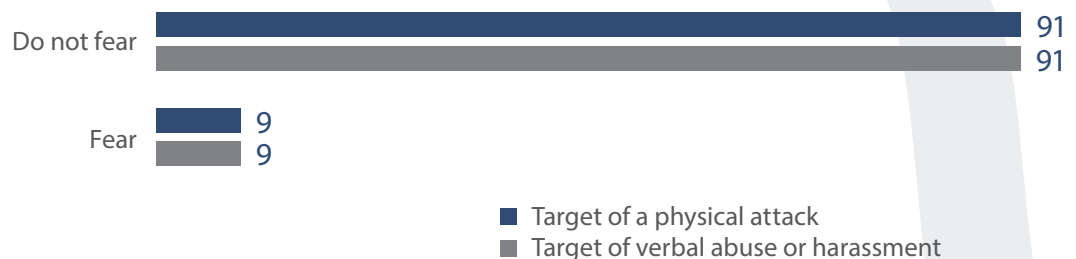 Do not fear
91
91
Fear
9
9
Target of a physical attack
Target of verbal abuse or harassment